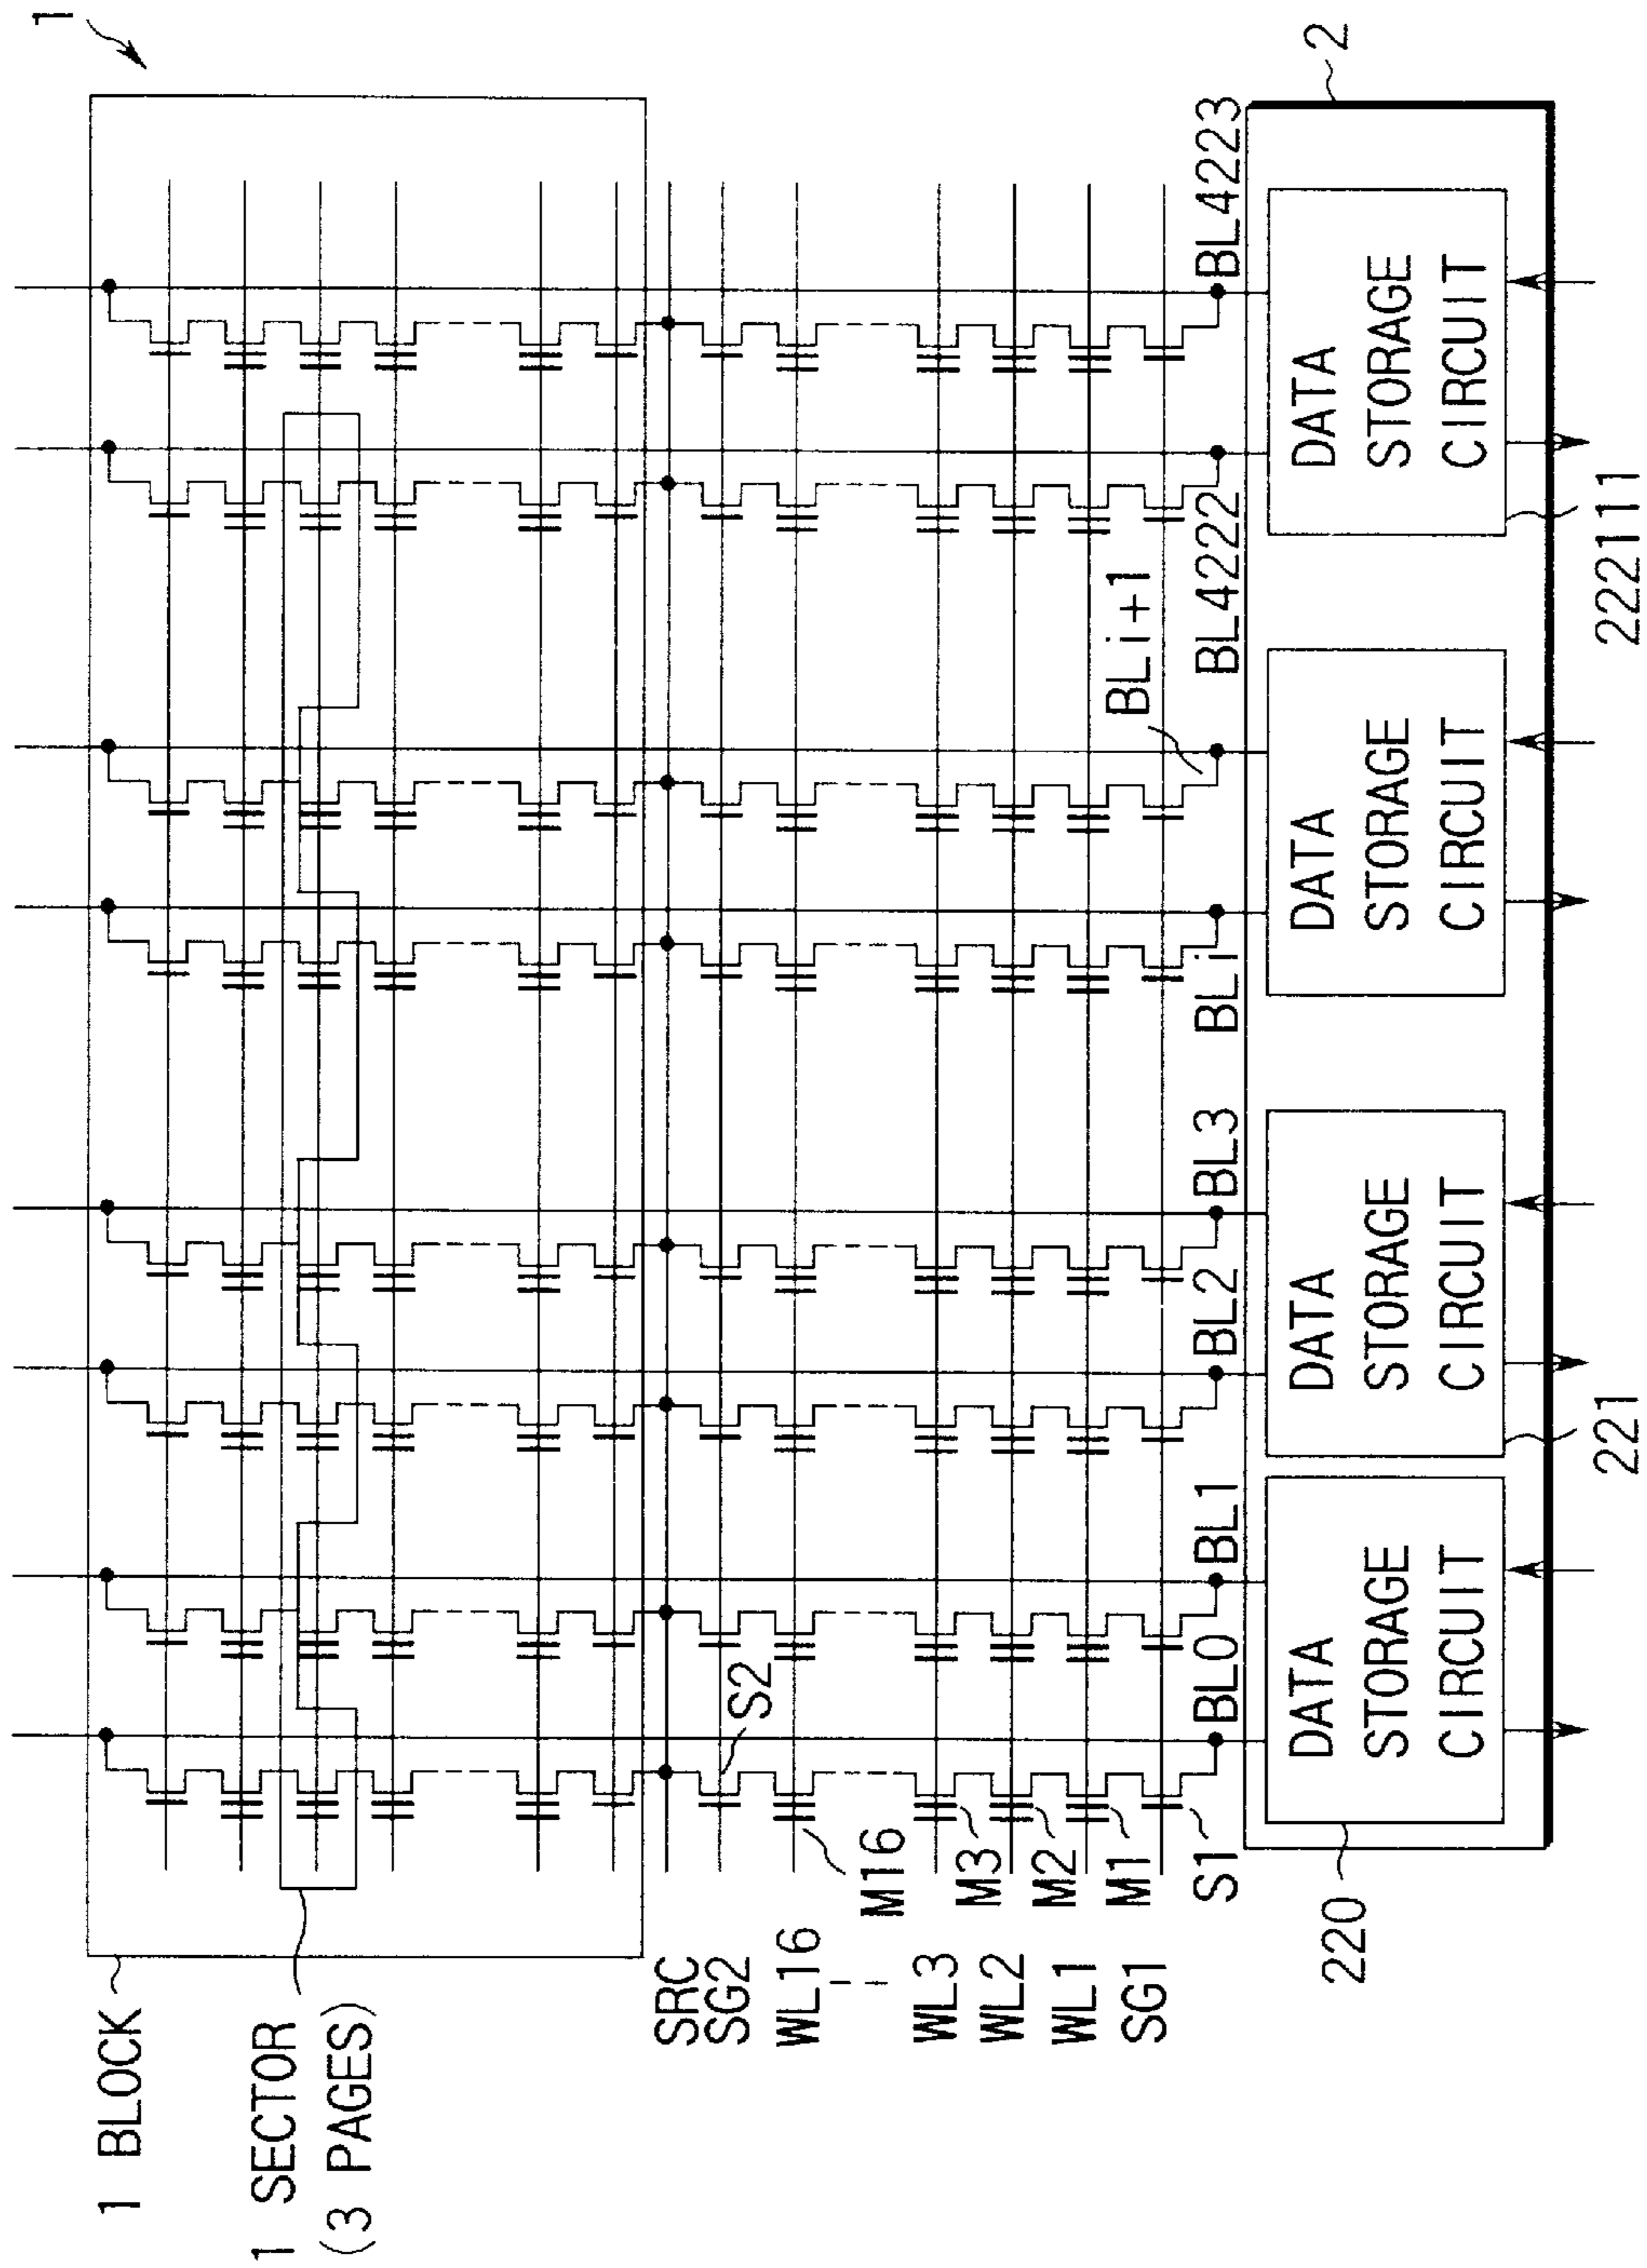 1
1 BLOCK
1 SECTOR
(3 PAGES)
SRC
SG2
WL16
WL3
WL2
WL1
SG1
S2
M16
M3
M2
M1
S1
BL0
BL1
BL2
BL3
BLi
BLi+1
BL4222
BL4223
2
DATA
STORAGE
CIRCUIT
DATA
STORAGE
CIRCUIT
DATA
STORAGE
CIRCUIT
DATA
STORAGE
CIRCUIT
220
221
222111